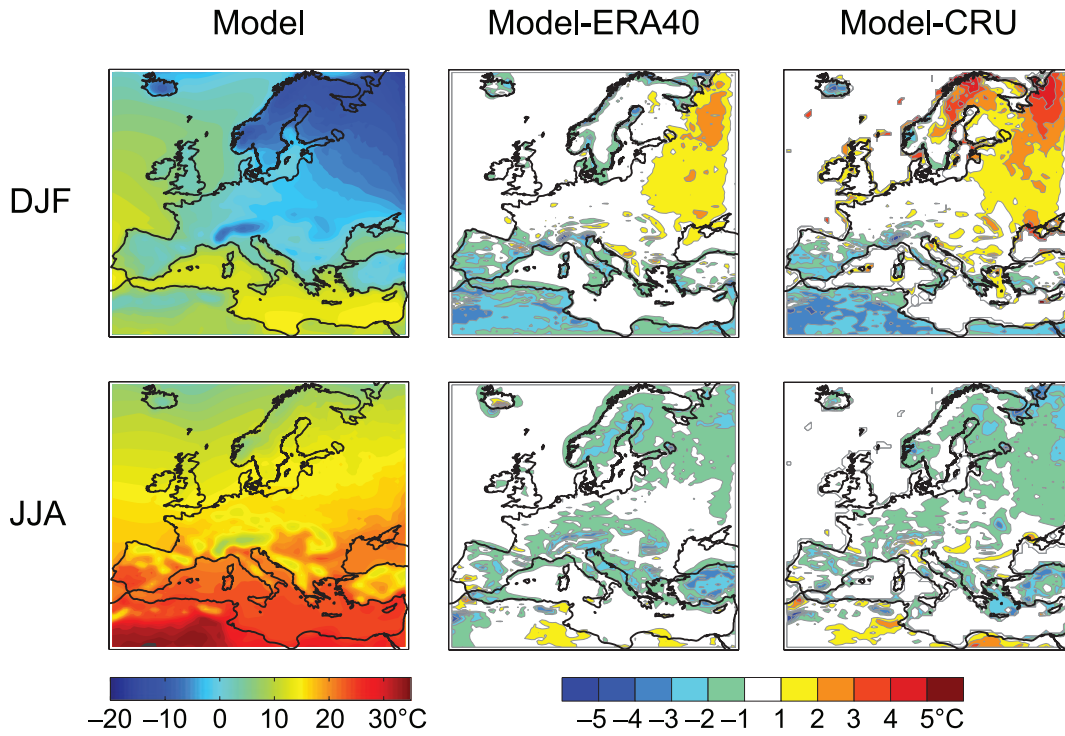 Model Model-ERA40 Model-CRU
DJF
JJA
–20 –10 0 10 20 30°C
–5 –4 –3 –2 –1 1 2 3 4 5°C